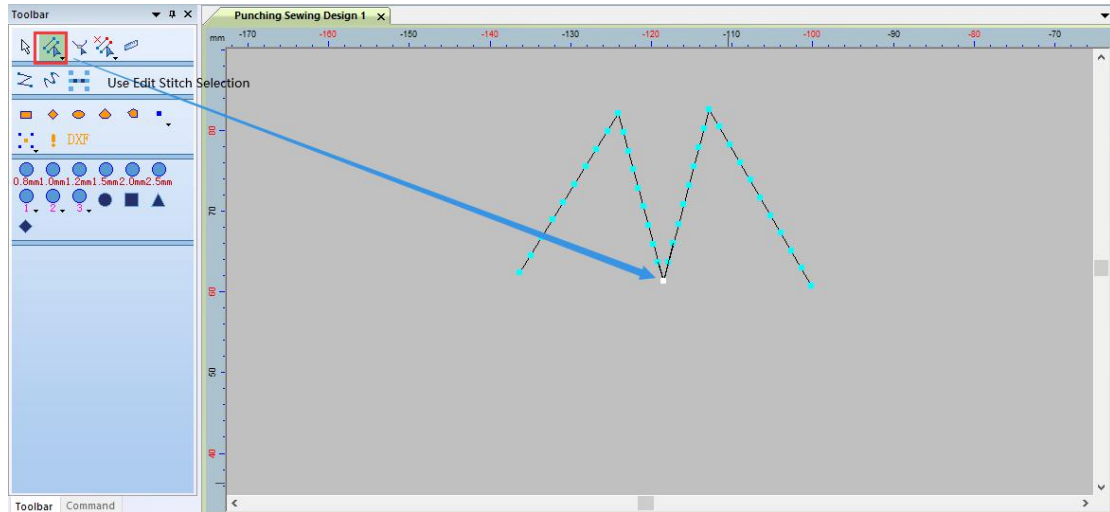 Toolbar
Punching Sewing Design 1
mm -170 -150 -140 -130 -120 -110 -100 -90 -80 -70
Use Edit Stitch Selection
DXF
0.8mm1.0mm1.2mm1.5mm2.0mm2.5mm
1 2 3
80
70
60
50
40
Toolbar Command